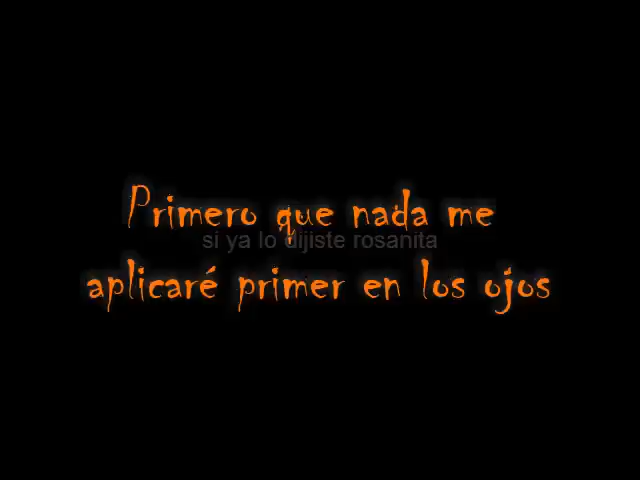 Primero que nada me
si ya lo dijiste rosanita
aplicaré primer en los ojos